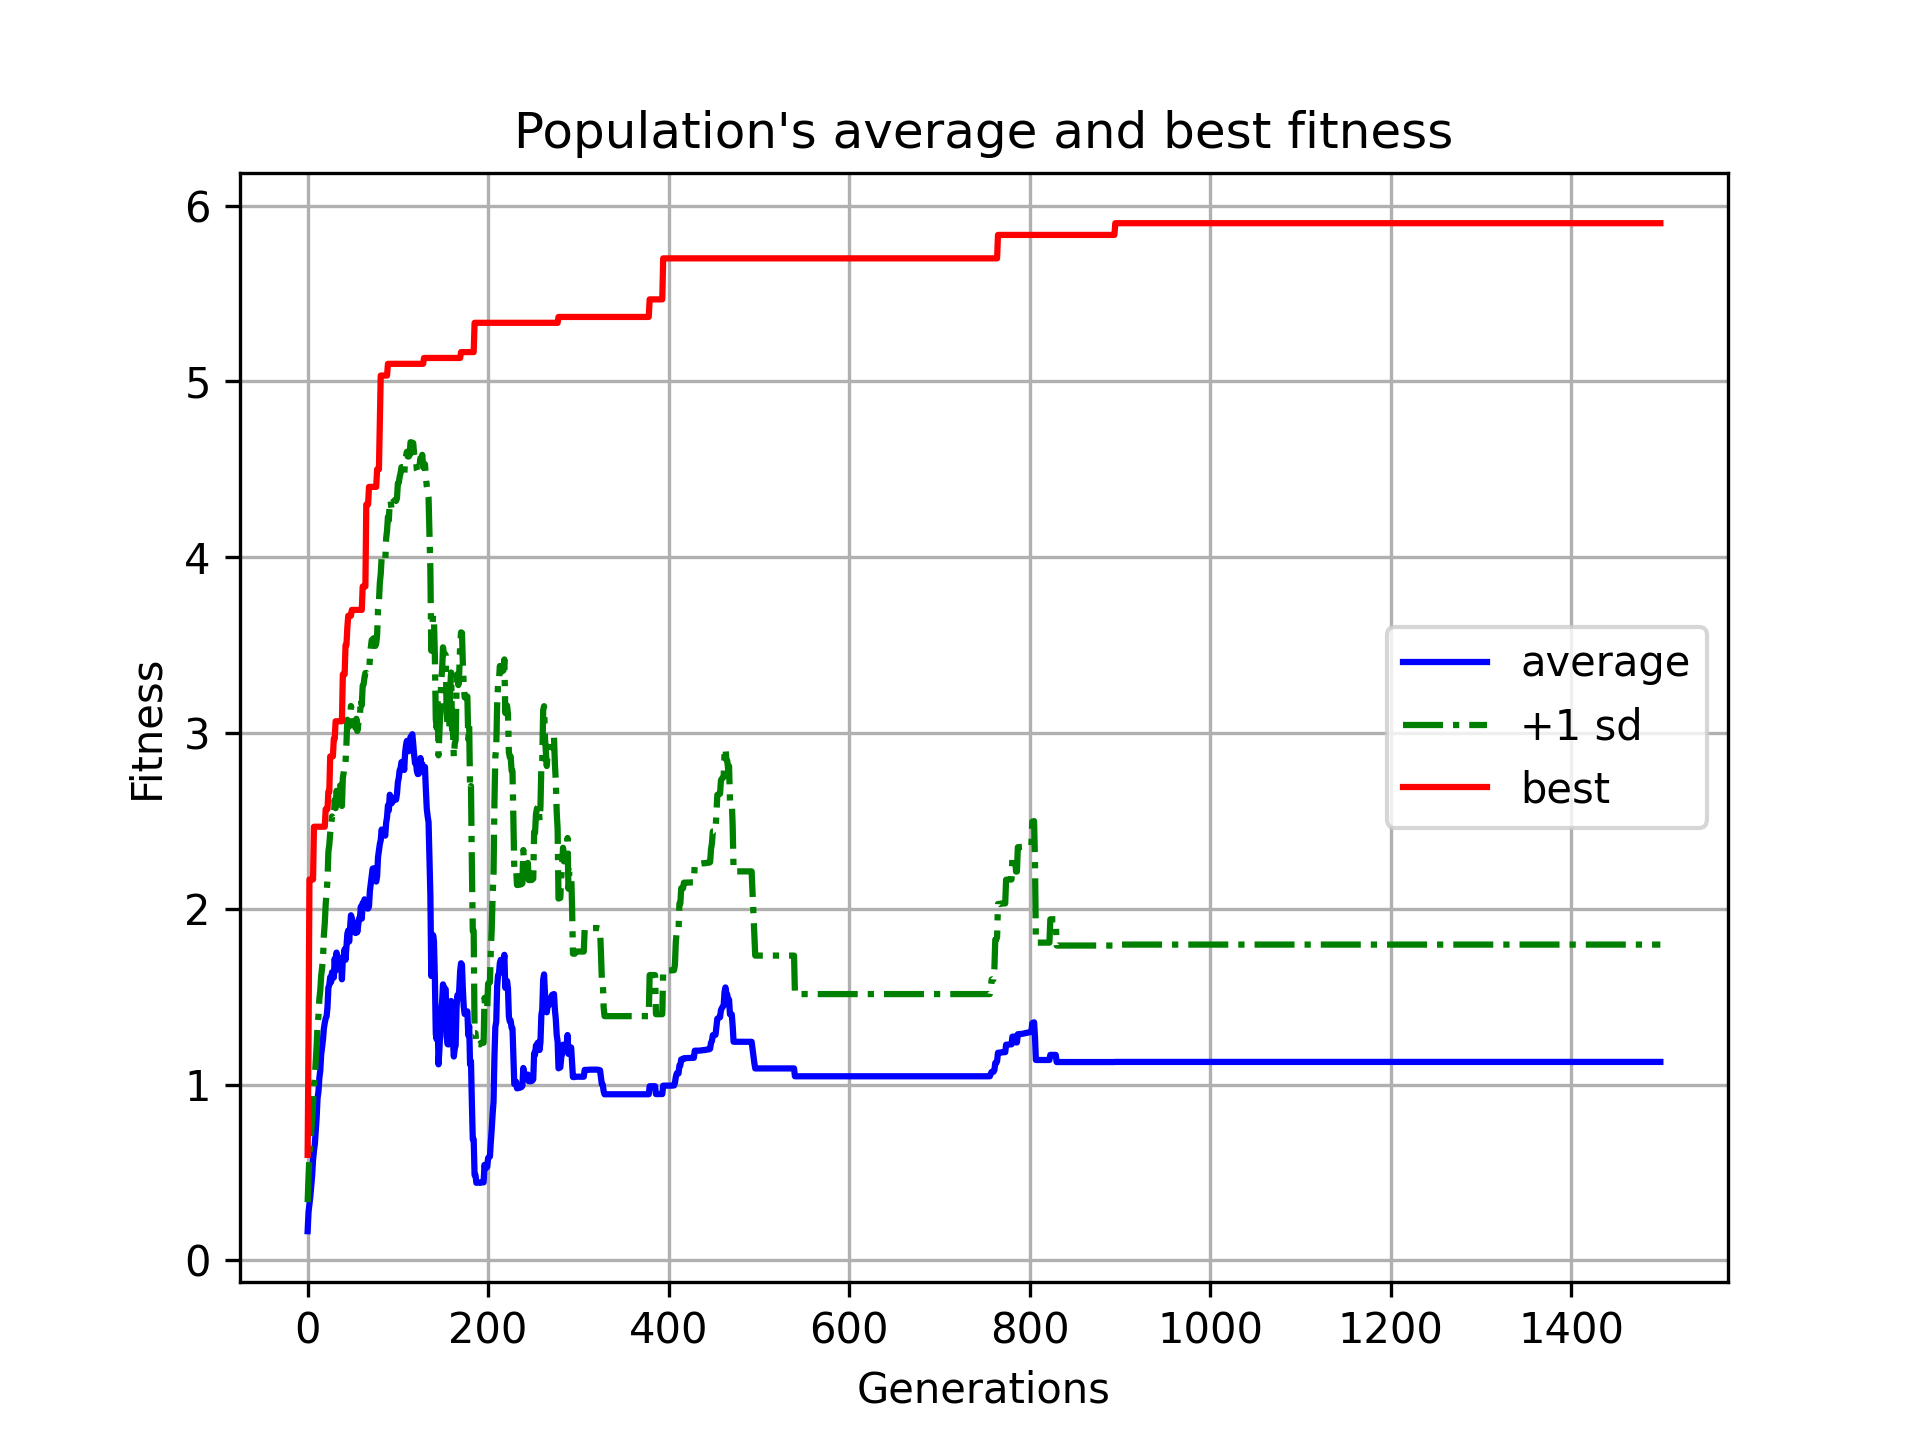 Population's average and best fitness
6
5
4
3
2
1
0
Fitness
average
+1 sd
best
0 200 400 600 800 1000 1200 1400
Generations